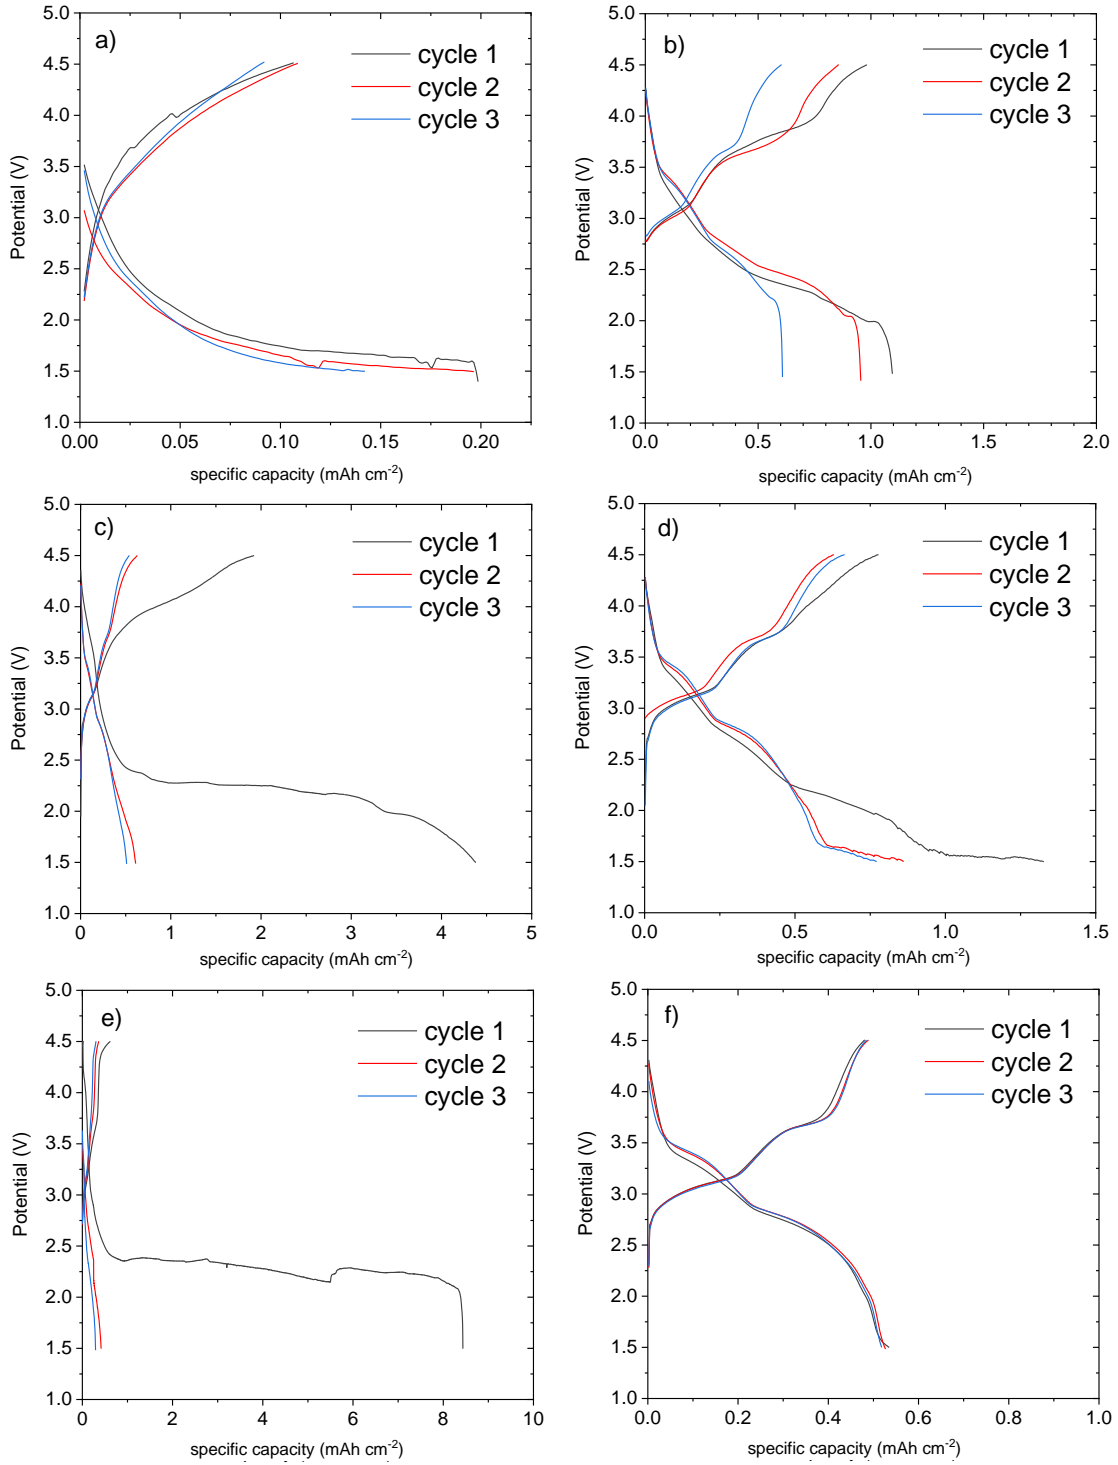 a)
cycle 1
cycle 2
cycle 3
Potential (V)
5.0
4.5
4.0
3.5
3.0
2.5
2.0
1.5
1.0
0.00 0.05 0.10 0.15 0.20
specific capacity (mAh cm-2)
b)
cycle 1
cycle 2
cycle 3
Potential (V)
5.0
4.5
4.0
3.5
3.0
2.5
2.0
1.5
1.0
0.0 0.5 1.0 1.5 2.0
specific capacity (mAh cm-2)
c)
cycle 1
cycle 2
cycle 3
Potential (V)
5.0
4.5
4.0
3.5
3.0
2.5
2.0
1.5
1.0
0 1 2 3 4 5
specific capacity (mAh cm-2)
d)
cycle 1
cycle 2
cycle 3
Potential (V)
5.0
4.5
4.0
3.5
3.0
2.5
2.0
1.5
1.0
0.0 0.5 1.0 1.5
specific capacity (mAh cm-2)
e)
cycle 1
cycle 2
cycle 3
Potential (V)
5.0
4.5
4.0
3.5
3.0
2.5
2.0
1.5
1.0
0 2 4 6 8 10
specific capacity (mAh cm-2)
f)
cycle 1
cycle 2
cycle 3
Potential (V)
5.0
4.5
4.0
3.5
3.0
2.5
2.0
1.5
1.0
0.0 0.2 0.4 0.6 0.8 1.0
specific capacity (mAh cm-2)